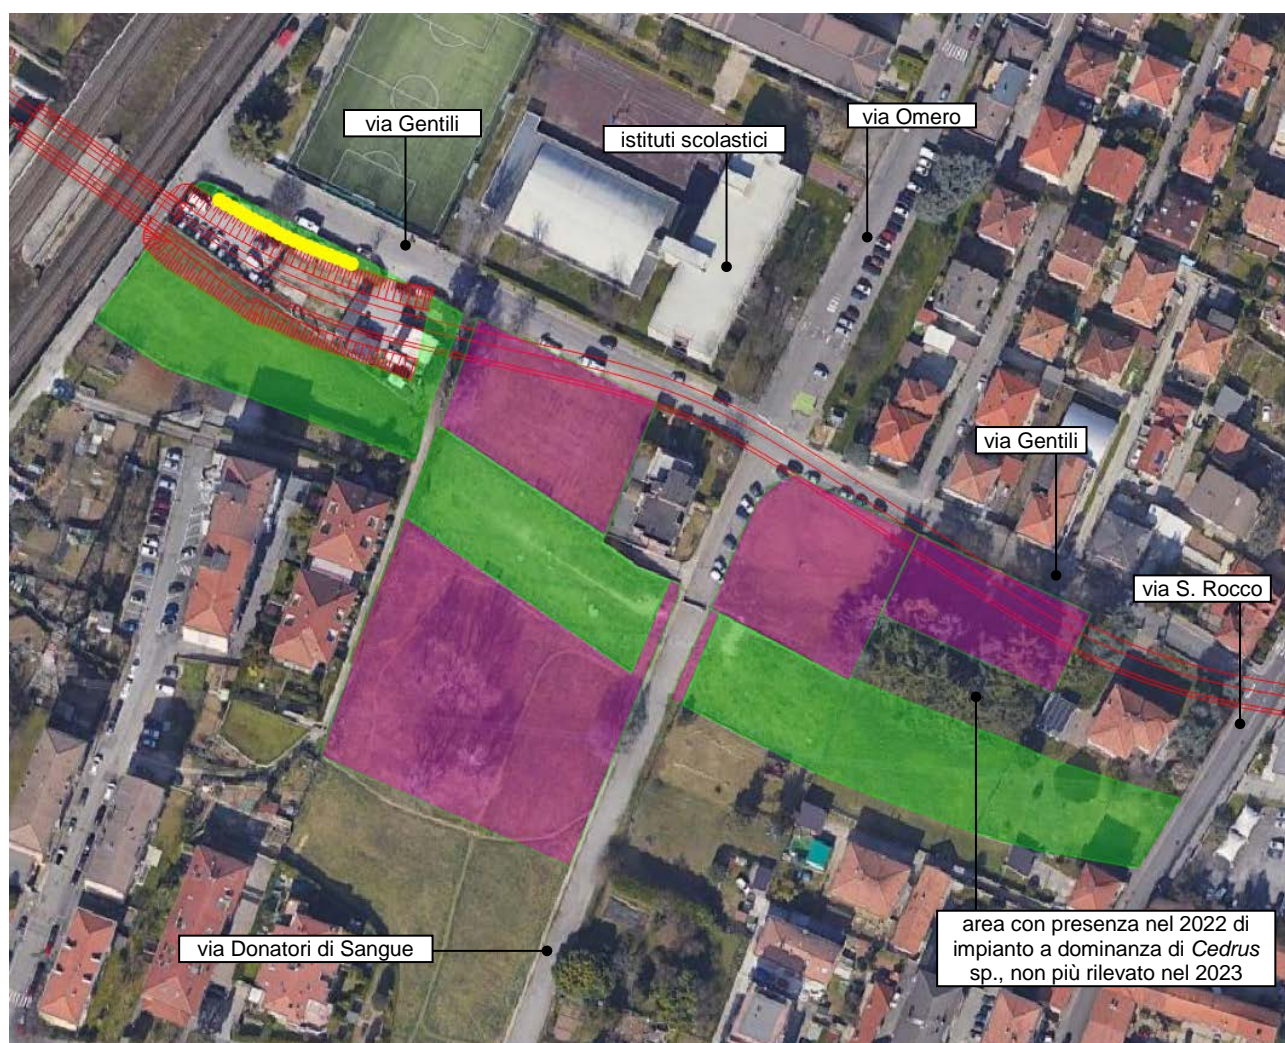 via Gentili
istituti scolastici
via Omero
via Gentili
via S. Rocco
via Donatori di Sangue
area con presenza nel 2022 di
impianto a dominanza di Cedrus
sp., non più rilevato nel 2023